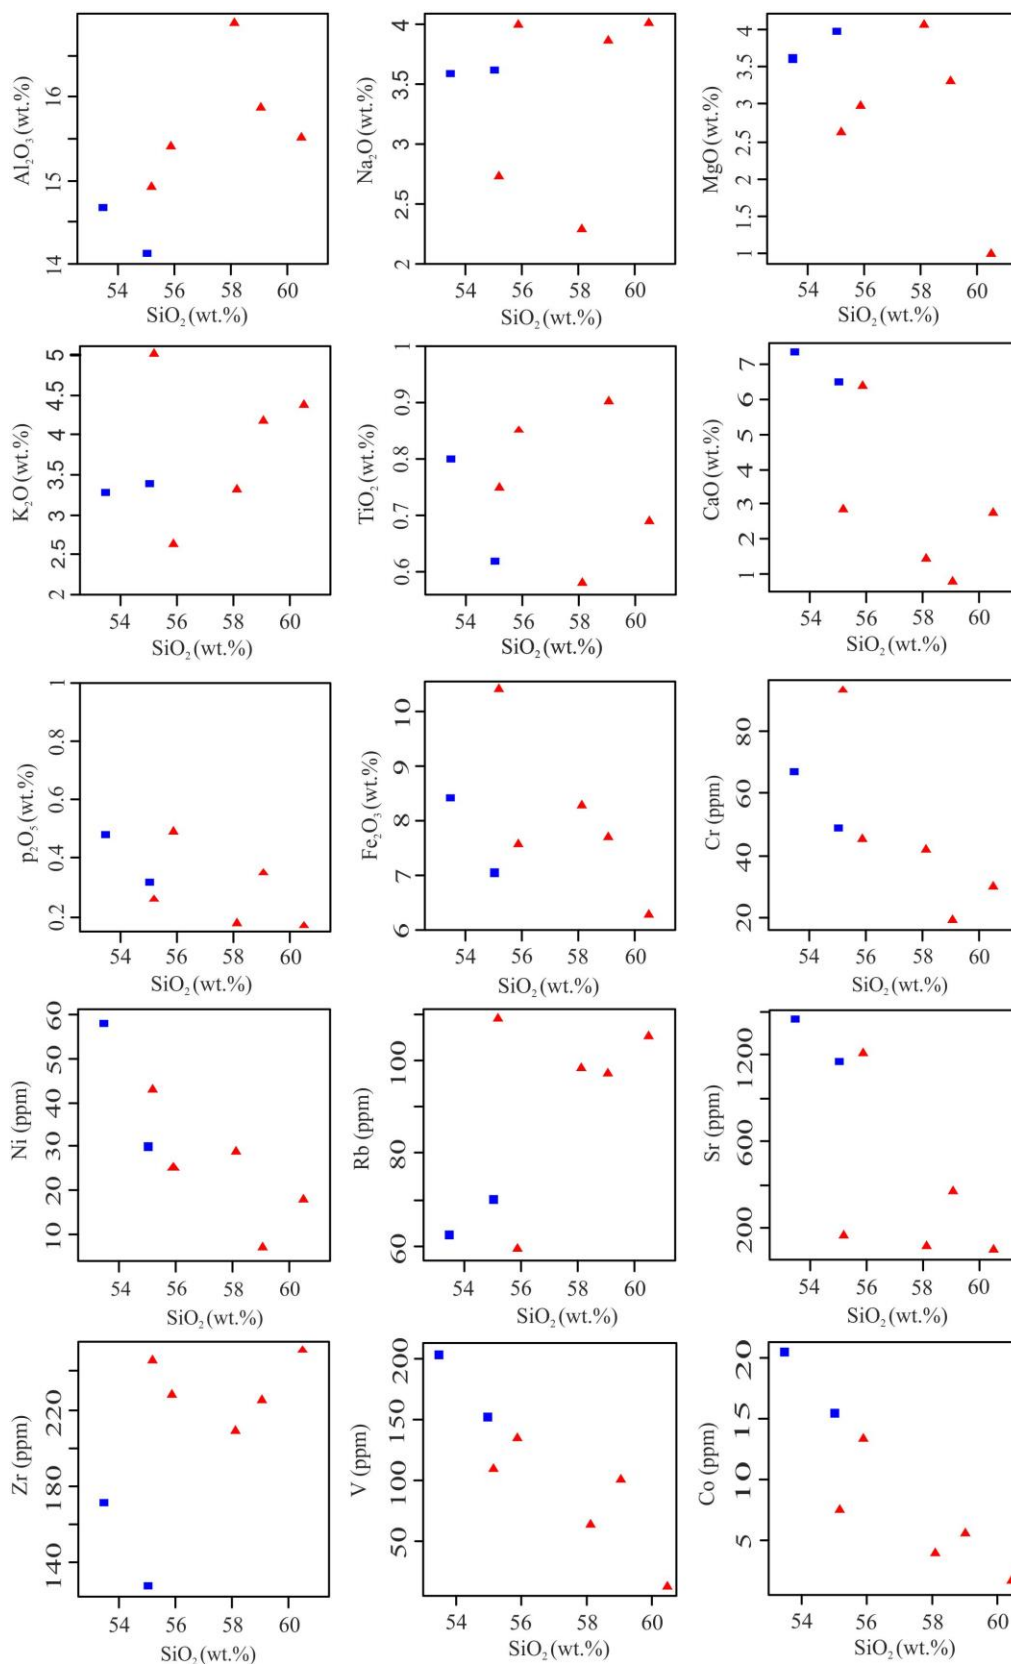 Al₂O₃ (wt.%)
16
15
14
54 56 58 60
SiO₂ (wt.%)
Na₂O (wt.%)
4
3.5
3
2.5
2
54 56 58 60
SiO₂ (wt.%)
MgO (wt.%)
4
3.5
3
2.5
2
1.5
1
54 56 58 60
SiO₂ (wt.%)
K₂O (wt.%)
5
4.5
4
3.5
3
2.5
2
54 56 58 60
SiO₂ (wt.%)
TiO₂ (wt.%)
1
0.9
0.8
0.7
0.6
54 56 58 60
SiO₂ (wt.%)
CaO (wt.%)
7
6
5
4
3
2
1
54 56 58 60
SiO₂ (wt.%)
p₂O₅ (wt.%)
1
0.8
0.6
0.4
0.2
54 56 58 60
SiO₂ (wt.%)
Fe₂O₃ (wt.%)
10
9
8
7
6
54 56 58 60
SiO₂ (wt.%)
Cr (ppm)
80
60
40
20
54 56 58 60
SiO₂ (wt.%)
Ni (ppm)
60
50
40
30
20
10
54 56 58 60
SiO₂ (wt.%)
Rb (ppm)
100
80
60
54 56 58 60
SiO₂ (wt.%)
Sr (ppm)
1200
600
200
54 56 58 60
SiO₂ (wt.%)
Zr (ppm)
220
180
140
54 56 58 60
SiO₂ (wt.%)
V (ppm)
200
150
100
50
54 56 58 60
SiO₂ (wt.%)
Co (ppm)
20
15
10
5
54 56 58 60
SiO₂ (wt.%)